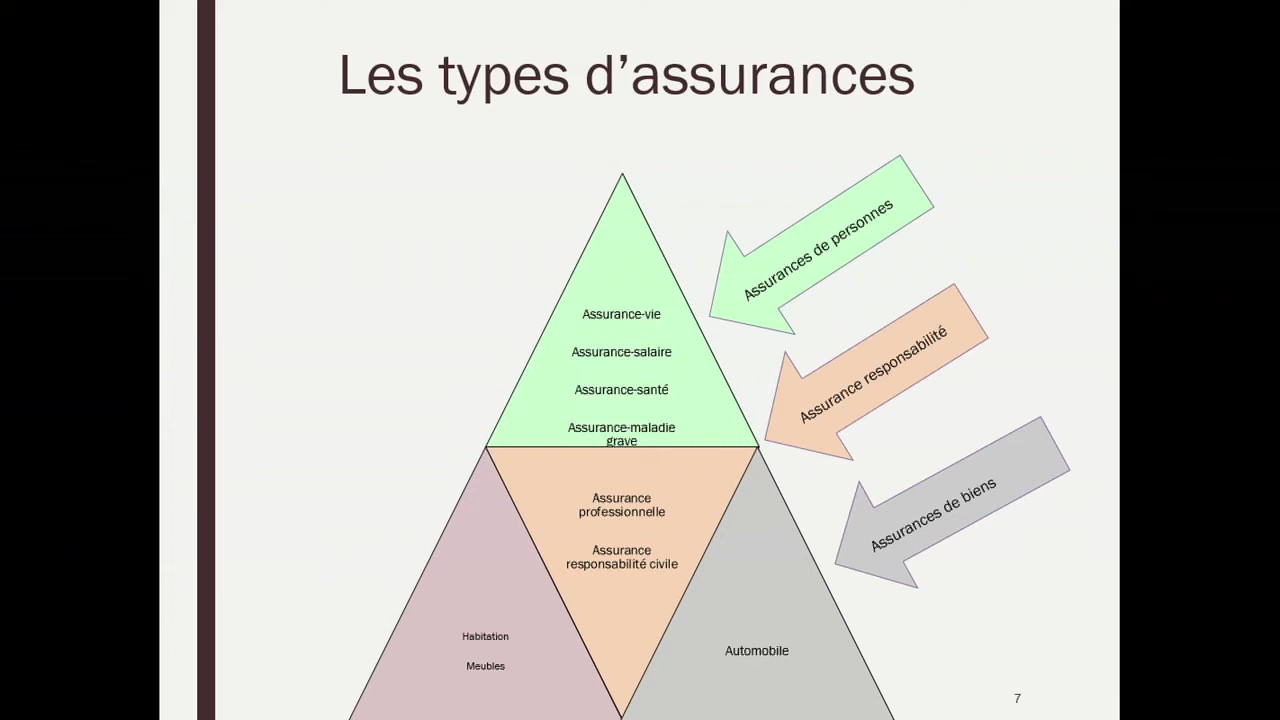 Les types d’assurances
Assurances de personnes
Assurance-vie
Assurance-salaire
Assurance-santé
Assurance-maladie
grave
Assurance responsabilité
Assurance
professionnelle
Assurance
responsabilité civile
Assurances de biens
Habitation
Meubles
Automobile
7